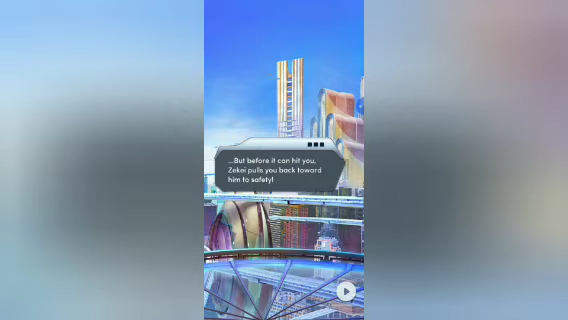 ...But before it can hit you,
Zekei pulls you back toward
him to safety!